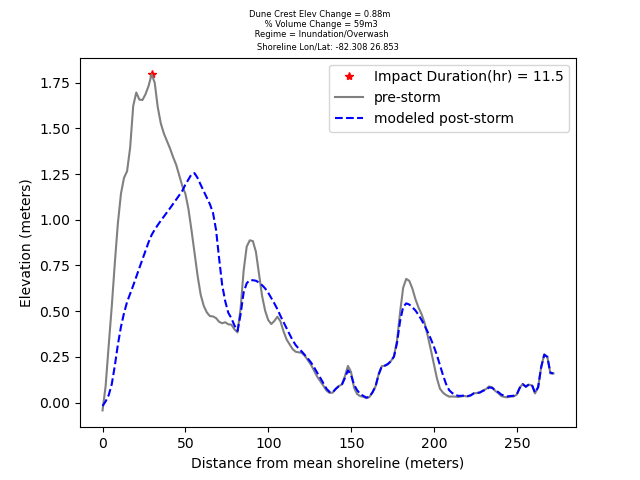 Dune Crest Elev Change = 0.88m
% Volume Change = 59m3
Regime = Inundation/Overwash
Shoreline Lon/Lat: -82.308 26.853
Impact Duration(hr) = 11.5
pre-storm
modeled post-storm
Elevation (meters)
1.75
1.50
1.25
1.00
0.75
0.50
0.25
0.00
0 50 100 150 200 250
Distance from mean shoreline (meters)